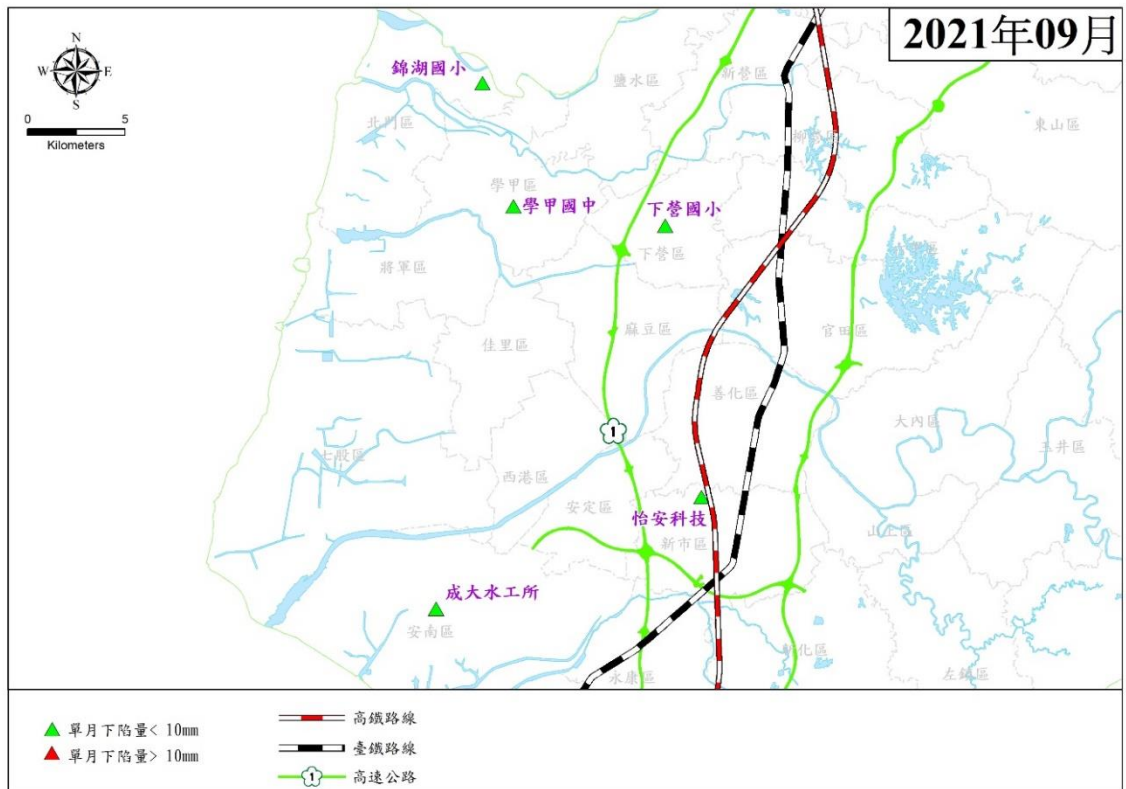 2021年09月
N
W
E
S
0
5
Kilometers
錦湖國小
鹽水區
新營區
東山區
北門區
柳營區
學甲區
學甲國中
下營國小
下營區
將軍區
麻豆區
官田區
佳里區
善化區
大內區
玉井區
1
七股區
西港區
安定區
怡安科技
新市區
山上區
成大水工所
安南區
新化區
永康區
左鎮區
單月下陷量< 10mm
單月下陷量> 10mm
高鐵路線
臺鐵路線
1
高速公路